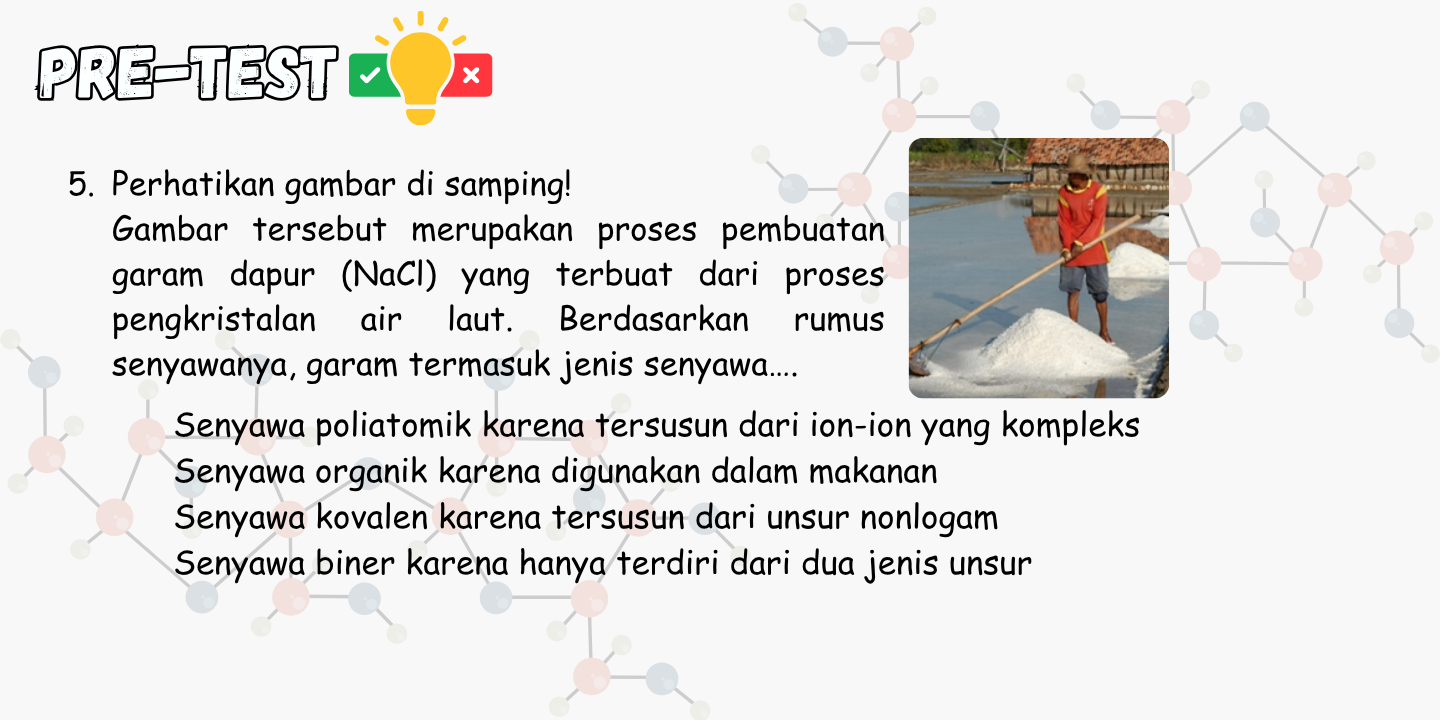 PRE-TEST
5. Perhatikan gambar di samping!
Gambar tersebut merupakan proses pembuatan
garam dapur (NaCl) yang terbuat dari proses
pengkristalan air laut. Berdasarkan rumus
senyawanya, garam termasuk jenis senyawa....
Senyawa poliatomik karena tersusun dari ion-ion yang kompleks
Senyawa organik karena digunakan dalam makanan
Senyawa kovalen karena tersusun dari unsur nonlogam
Senyawa biner karena hanya terdiri dari dua jenis unsur